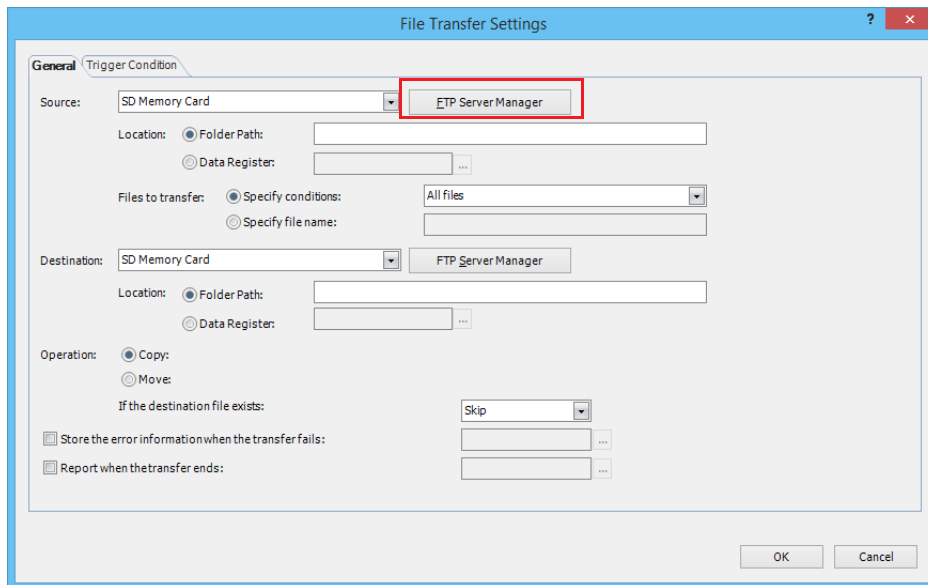 File Transfer Settings
? ×
General Trigger Condition
Source: SD Memory Card FTP Server Manager
Location: Folder Path:
Data Register: ...
Files to transfer: Specify conditions: All files
Specify file name:
Destination: SD Memory Card FTP Server Manager
Location: Folder Path:
Data Register: ...
Operation: Copy:
Move:
If the destination file exists: Skip
Store the error information when the transfer fails: ...
Report when the transfer ends: ...
OK Cancel